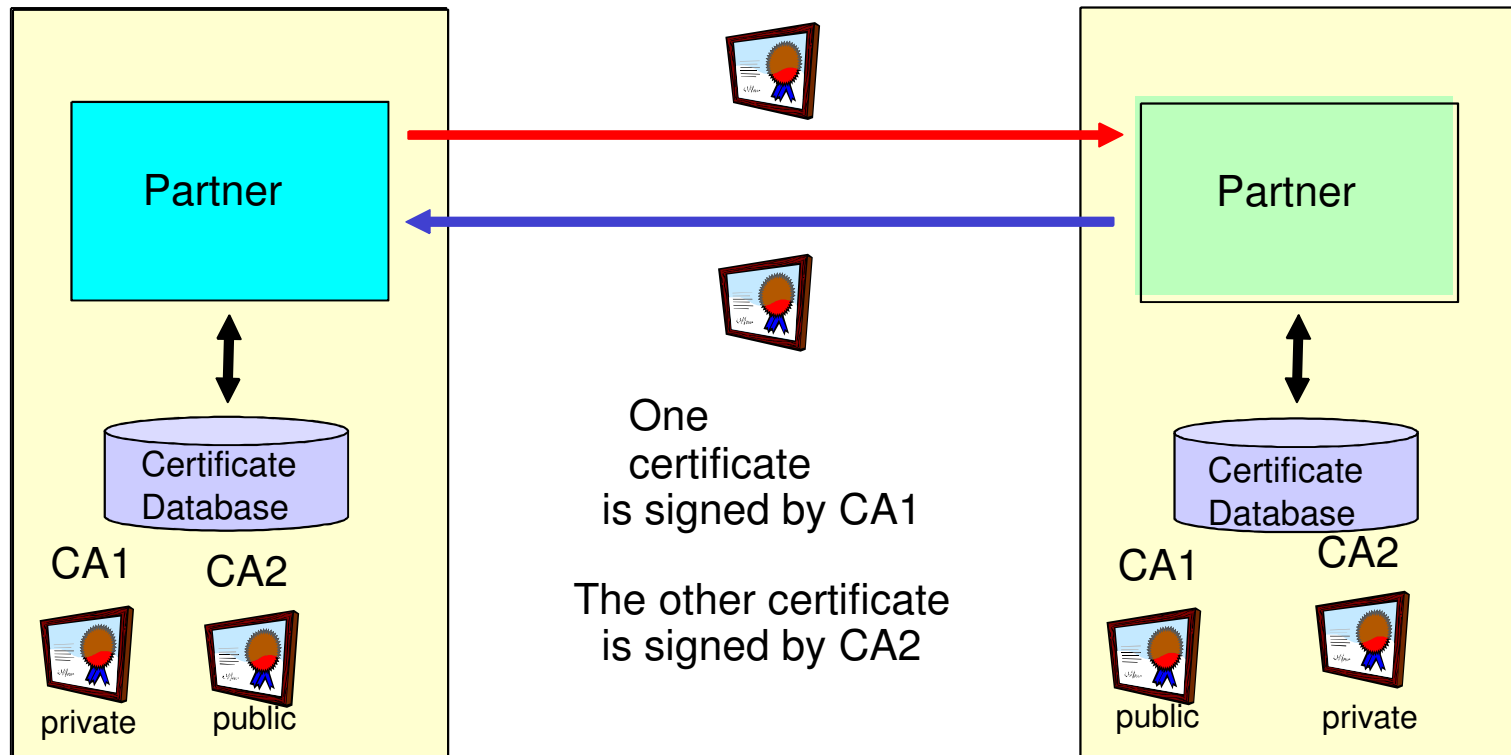 Partner
Certificate
Database
CA1
CA2
private
public
One
certificate
is signed by CA1
The other certificate
is signed by CA2
Partner
Certificate
Database
CA1
CA2
public
private